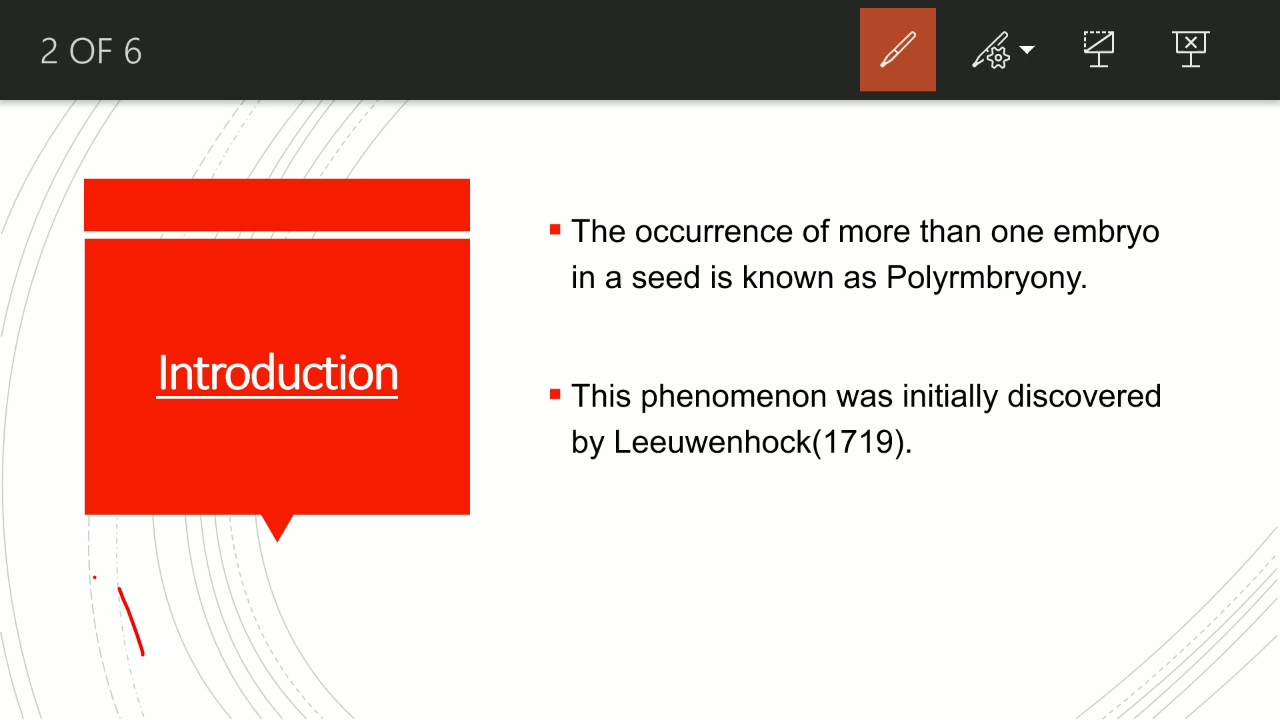 2 OF 6
Introduction
The occurrence of more than one embryo
in a seed is known as Polyrmbryony.
This phenomenon was initially discovered
by Leeuwenhock(1719).